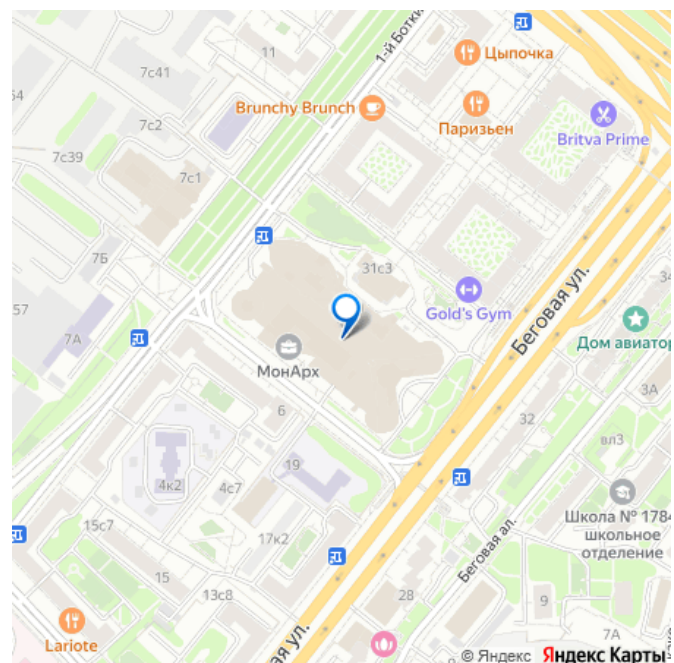 11
1-й Ботки
Цыпочка
7с41
54
Brunchy Brunch
Паризьен
Britva Prime
7с2
7с39
7с1
7Б
31с3
34
57
Gold's Gym
Беговая ул.
7А
Дом авиатор
МонАрх
3А
6
32
вл3
19
4к2
4с7
Школа № 1784
школьное
отделение
15с7
17к2
Беговая ал.
15
13с8
28
9
Lariote
7А
ая ул.
© Яндекс Яндекс Карты